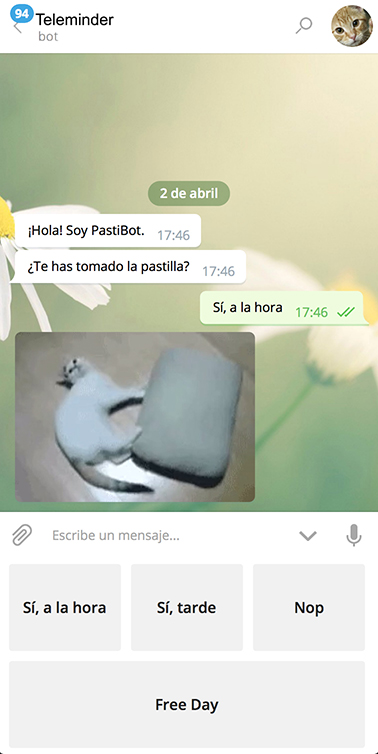 94
Teleminder
bot
2 de abril
¡Hola! Soy PastiBot. 17:46
¿Te has tomado la pastilla? 17:46
Sí, a la hora 17:46
Escribe un mensaje...
Sí, a la hora Sí, tarde Nop
Free Day